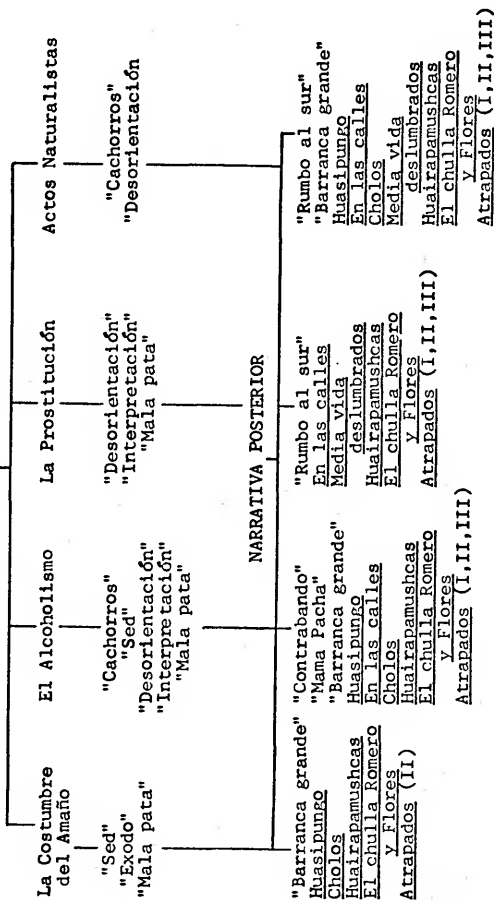 La Costumbre
del Amaño
"Sed"
"Exodo"
"Mala pata"
El Alcoholismo
"Cachorros"
"Sed"
"Desorientación"
"Interpretación"
"Mala pata"
La Prostitución
"Desorientación"
"Interpretación"
"Mala pata"
Actos Naturalistas
"Cachorros"
"Desorientación"
NARRATIVA POSTERIOR
"Barranca grande"
Huasipungo
Cholos
Huairapamushcas
El chulla Romero
y Flores
Atrapados (II)
"Contrabando"
"Mama Pacha"
"Barranca grande"
Huasipungo
En las calles
Cholos
Huairapamushcas
El chulla Romero
y Flores
Atrapados (I,II,III)
"Rumbo al sur"
En las calles
Media vida
deslumbrados
Huairapamushcas
El chulla Romero
y Flores
Atrapados (I,II,III)
"Rumbo al sur"
"Barranca grande"
Huasipungo
En las calles
Cholos
Media vida
deslumbrados
Huairapamushcas
El chulla Romero
y Flores
Atrapados (I,II,III)